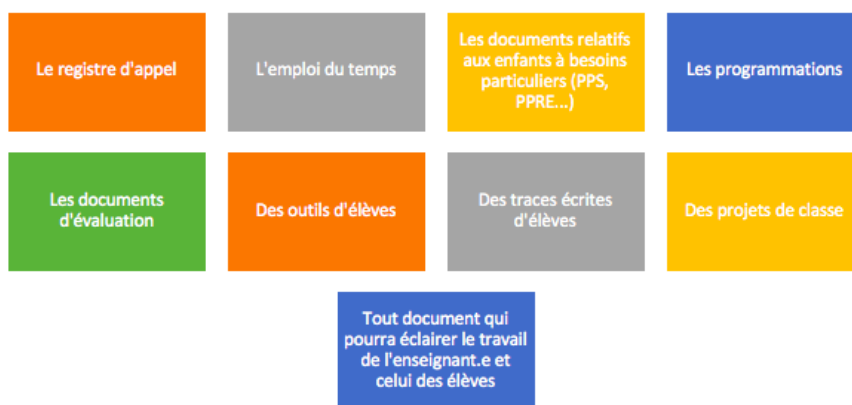 Le registre d'appel
L'emploi du temps
Les documents relatifs
aux enfants à besoins
particuliers (PPS,
PPRE...)
Les programmations
Les documents
d'évaluation
Des outils d'élèves
Des traces écrites
d'élèves
Des projets de classe
Tout document qui
pourra éclairer le travail
de l'enseignant.e et
celui des élèves